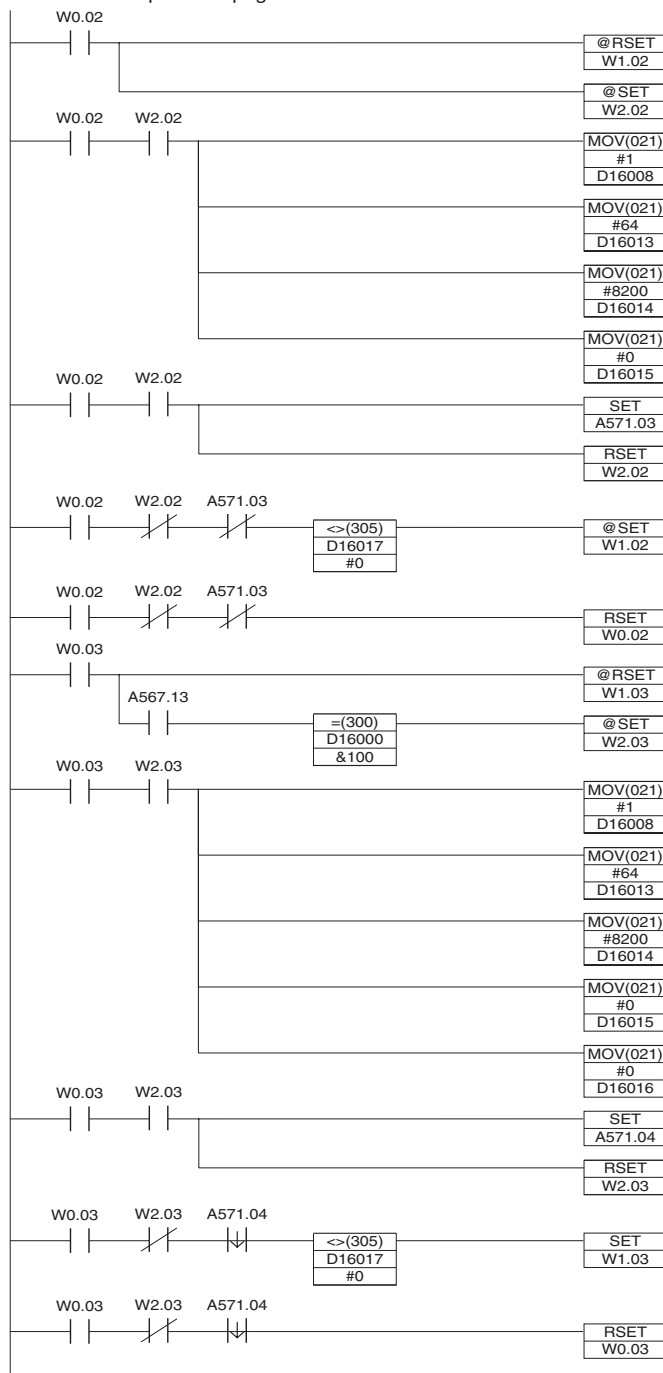 W0.02
@RSET
W1.02
@SET
W2.02
W0.02 W2.02
MOV(021)
#1
D16008
MOV(021)
#64
D16013
MOV(021)
#8200
D16014
MOV(021)
#0
D16015
W0.02 W2.02
SET
A571.03
RSET
W2.02
W0.02 W2.02 A571.03
<>(305)
D16017
#0
@SET
W1.02
W0.02 W2.02 A571.03
RSET
W0.02
W0.03
@RSET
W1.03
A567.13
=(300)
D16000
&100
@SET
W2.03
W0.03 W2.03
MOV(021)
#1
D16008
MOV(021)
#64
D16013
MOV(021)
#8200
D16014
MOV(021)
#0
D16015
MOV(021)
#0
D16016
W0.03 W2.03
SET
A571.04
RSET
W2.03
W0.03 W2.03 A571.04
<>(305)
D16017
#0
SET
W1.03
W0.03 W2.03 A571.04
RSET
W0.03